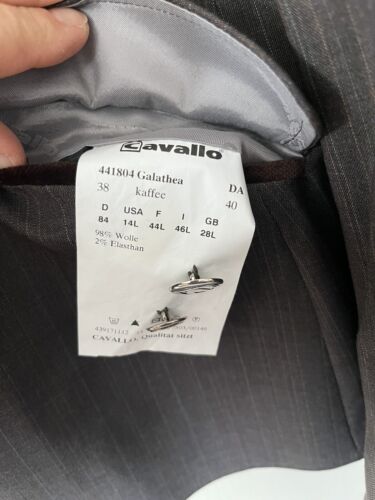 cavallo
441804 Galathea
38 kaffee DA 40
D USA F I GB
84 14L 44L 46L 28L
98% Wolle
2% Elasthan
439171112
CAVALLO. Qualität sitzt